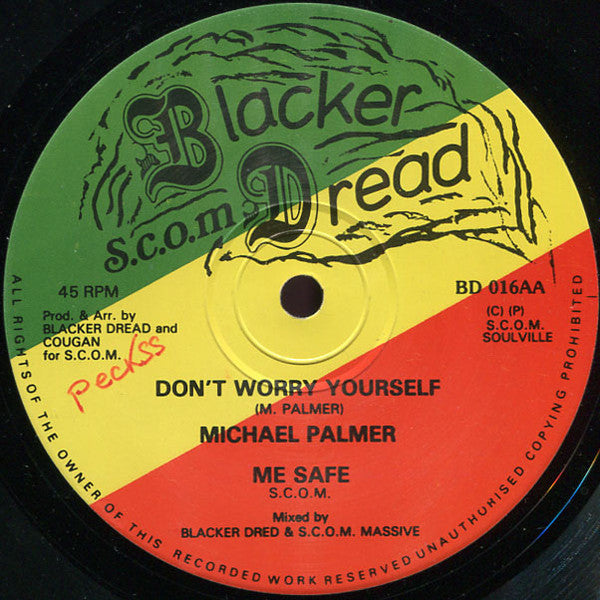 Blacker
S.c.o.m. Dread
45 RPM
BD 016AA
Prod. & Arr. by
BLACKER DREAD and
COUGAN
for S.C.O.M.
(C) (P)
S.C.O.M.
SOULVILLE
peckss
DON'T WORRY YOURSELF
(M. PALMER)
MICHAEL PALMER
ME SAFE
S.C.O.M.
Mixed by
BLACKER DRED & S.C.O.M. MASSIVE
ALL RIGHTS OF THE OWNER OF THIS RECORDED WORK RESERVED UNAUTHORISED COPYING PROHIBITED